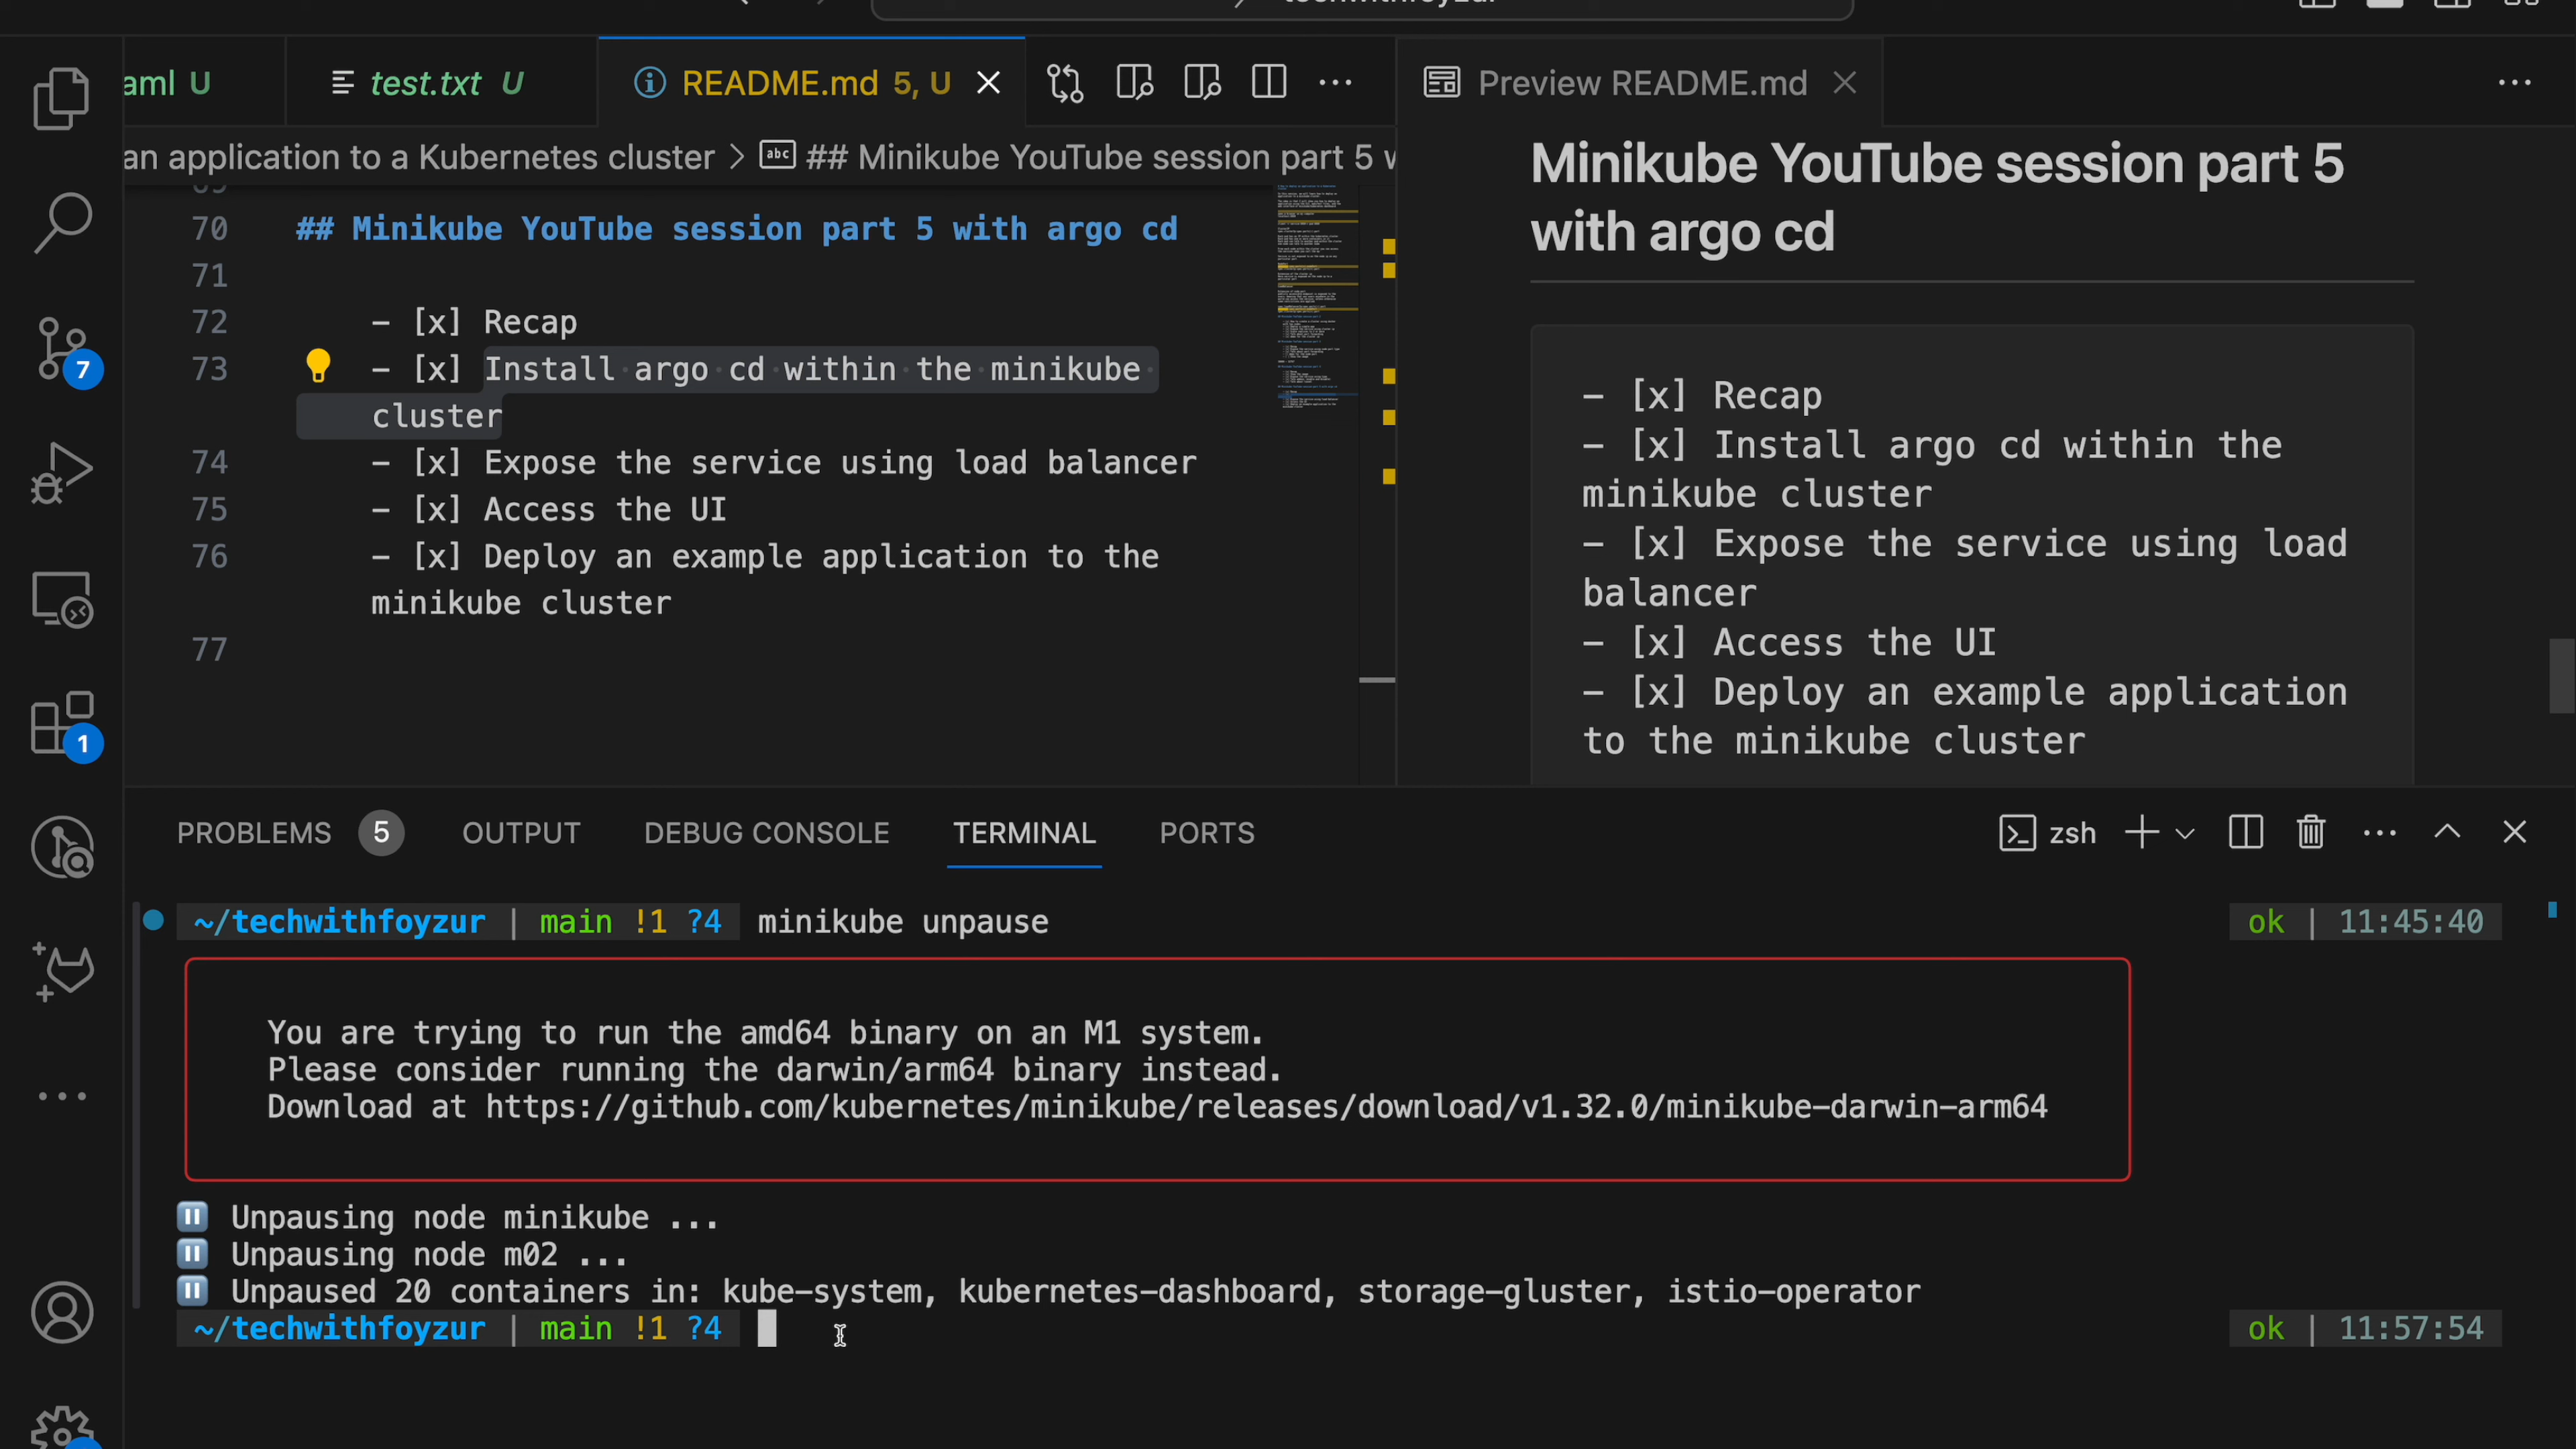 aml U
test.txt U
README.md 5, U
Preview README.md
an application to a Kubernetes cluster > abc ## Minikube YouTube session part 5
70 ## Minikube YouTube session part 5 with argo cd
71
72 - [x] Recap
73 - [x] Install argo cd within the minikube
cluster
74 - [x] Expose the service using load balancer
75 - [x] Access the UI
76 - [x] Deploy an example application to the
minikube cluster
77
Minikube YouTube session part 5
with argo cd
- [x] Recap
- [x] Install argo cd within the
minikube cluster
- [x] Expose the service using load
balancer
- [x] Access the UI
- [x] Deploy an example application
to the minikube cluster
7
1
PROBLEMS 5 OUTPUT DEBUG CONSOLE TERMINAL PORTS
zsh
~/techwithfoyzur | main !1 ?4 minikube unpause ok | 11:45:40
You are trying to run the amd64 binary on an M1 system.
Please consider running the darwin/arm64 binary instead.
Download at https://github.com/kubernetes/minikube/releases/download/v1.32.0/minikube-darwin-arm64
Unpausing node minikube ...
Unpausing node m02 ...
Unpaused 20 containers in: kube-system, kubernetes-dashboard, storage-gluster, istio-operator
~/techwithfoyzur | main !1 ?4 ok | 11:57:54